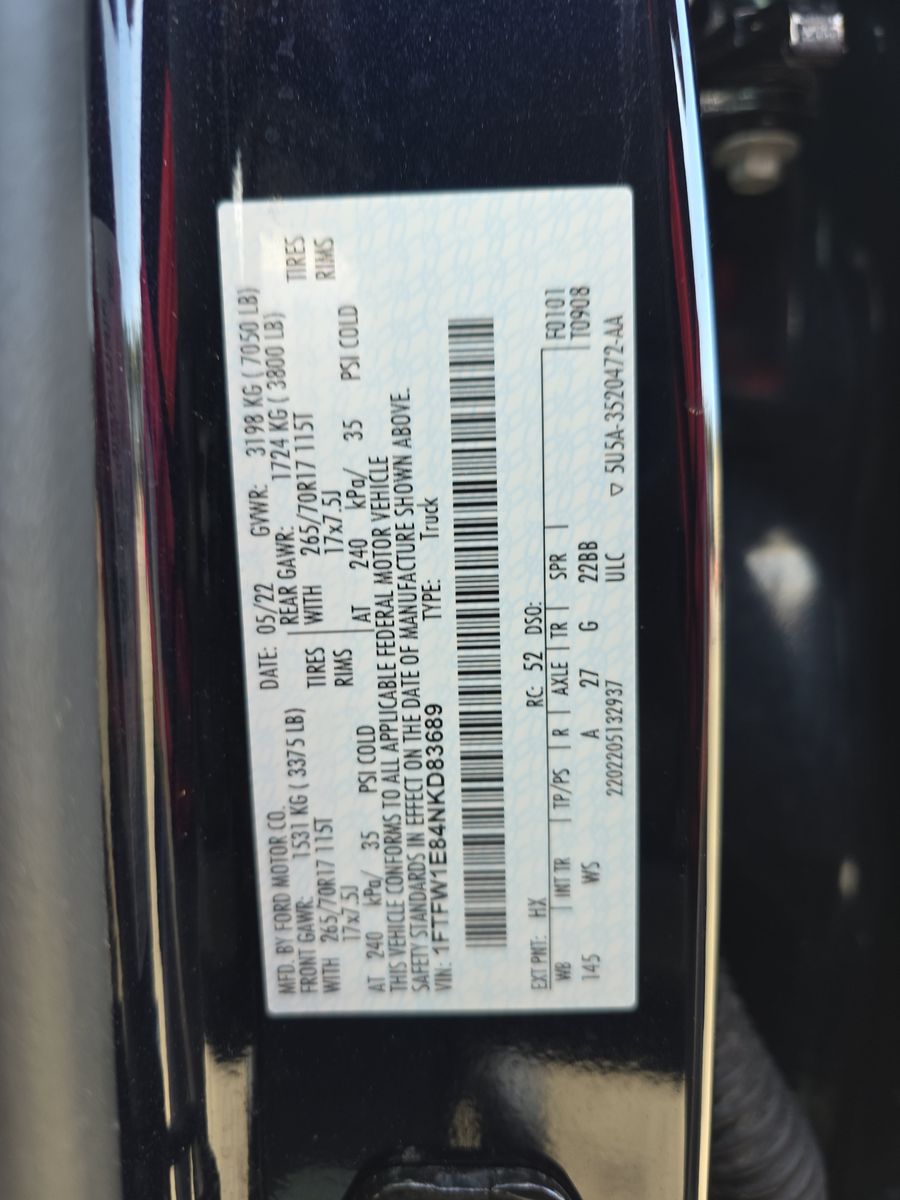 MFD. BY FORD MOTOR CO. DATE: 05/22 GVWR: 3198 KG ( 7050 LB)
FRONT GAWR: 1531 KG ( 3375 LB) REAR GAWR: 1724 KG ( 3800 LB)
WITH 265/70R17 115T TIRES WITH 265/70R17 115T TIRES
17x7.5J RIMS 17x7.5J RIMS
AT 240 kPa/ 35 PSI COLD AT 240 kPa/ 35 PSI COLD
THIS VEHICLE CONFORMS TO ALL APPLICABLE FEDERAL MOTOR VEHICLE
SAFETY STANDARDS IN EFFECT ON THE DATE OF MANUFACTURE SHOWN ABOVE.
VIN: 1FTFW1E84NKD83689 TYPE: Truck
EXT PNT: HX RC: 52 DSO: F0101
WB INT TR TP/PS R AXLE TR SPR T0908
145 WS A 27 G 22BB
2202205132937 ULC ▽ 5U5A-3520472-AA